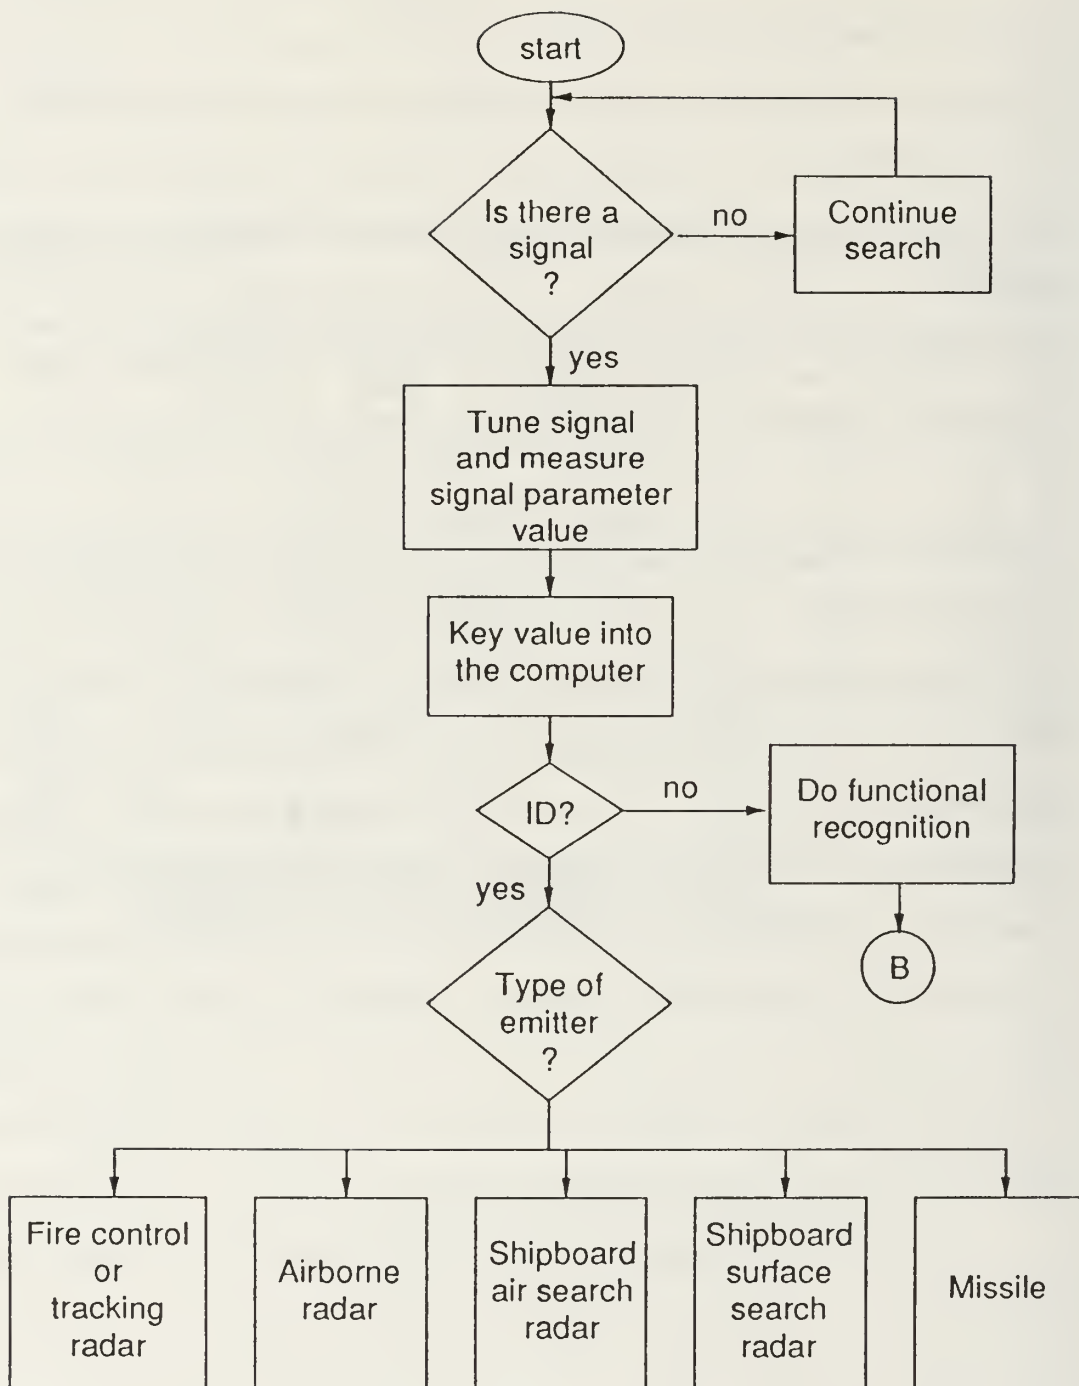 start
Is there a
signal
?
no
Continue
search
yes
Tune signal
and measure
signal parameter
value
Key value into
the computer
ID?
no
Do functional
recognition
B
yes
Type of
emitter
?
Fire control
or
tracking
radar
Airborne
radar
Shipboard
air search
radar
Shipboard
surface
search
radar
Missile